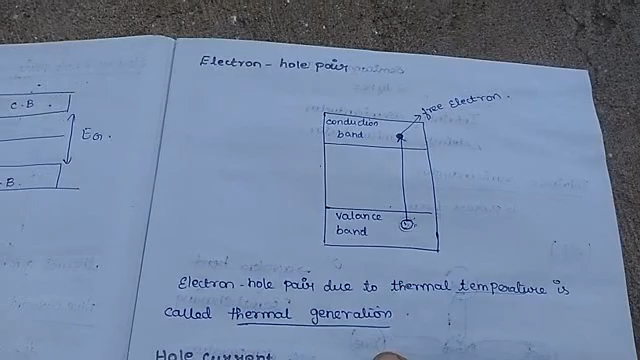 C.B.
EG.
.B.
Electron-hole pair
free Electron.
conduction
band
valance
band
Electron-hole pair due to thermal temperature is
called thermal generation.
Hole current